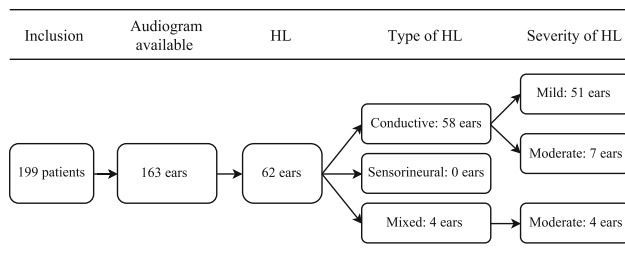 Inclusion
Audiogram
available
HL
Type of HL
Severity of HL
199 patients
163 ears
62 ears
Conductive: 58 ears
Sensorineural: 0 ears
Mixed: 4 ears
Mild: 51 ears
Moderate: 7 ears
Moderate: 4 ears